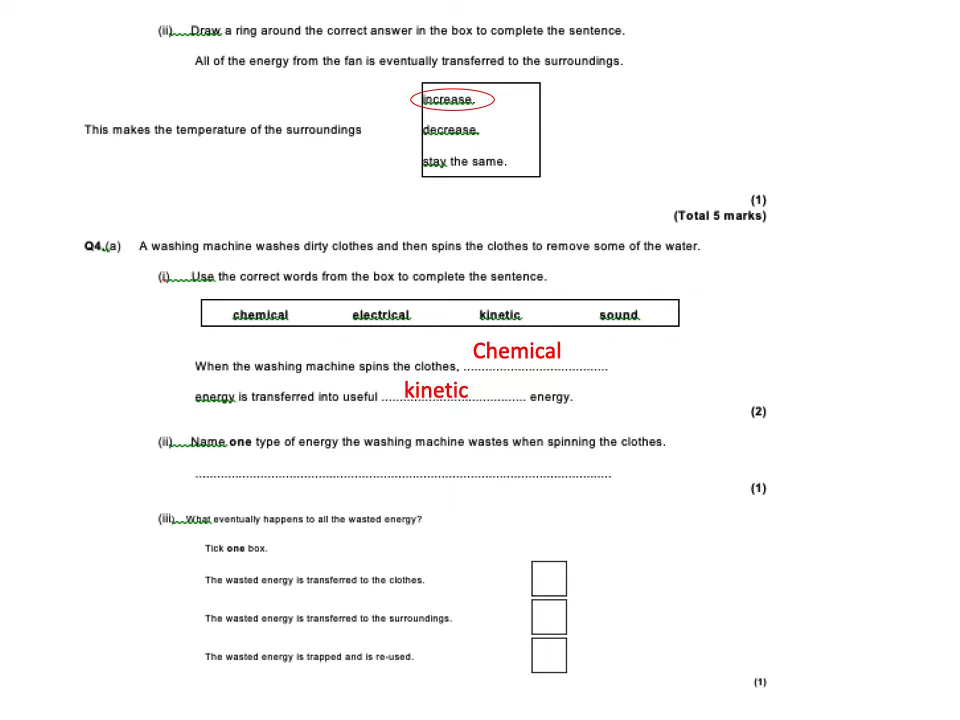 (ii) Draw a ring around the correct answer in the box to complete the sentence.
All of the energy from the fan is eventually transferred to the surroundings.
increase.
This makes the temperature of the surroundings
decrease.
stay the same.
(1)
(Total 5 marks)
Q4.(a) A washing machine washes dirty clothes and then spins the clothes to remove some of the water.
(i) Use the correct words from the box to complete the sentence.
chemical electrical kinetic sound
Chemical
When the washing machine spins the clothes, ........................................
kinetic
energy is transferred into useful ........................................ energy.
(2)
(ii) Name one type of energy the washing machine wastes when spinning the clothes.
....................................................................................................................
(1)
(iii) What eventually happens to all the wasted energy?
Tick one box.
The wasted energy is transferred to the clothes.
The wasted energy is transferred to the surroundings.
The wasted energy is trapped and is re-used.
(1)